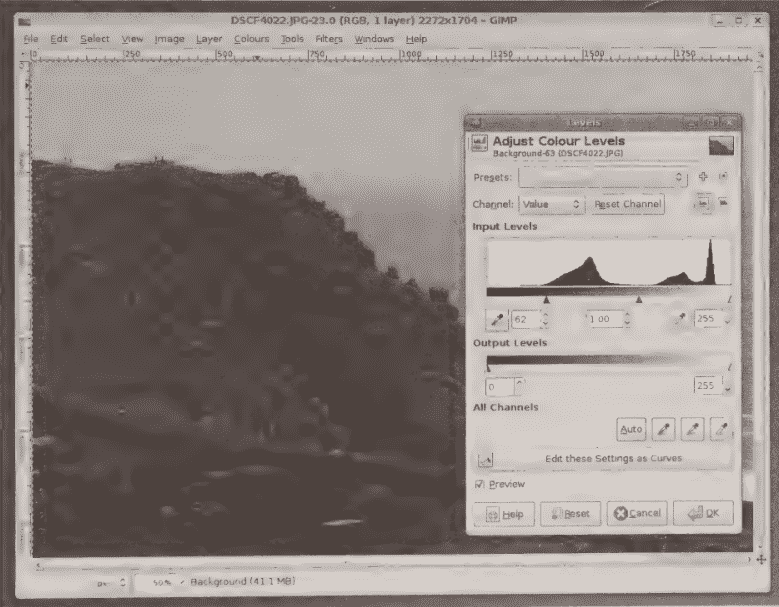 DSCF4022.JPG-23.0 (RGB, 1 layer) 2272x1704 – GIMP
File Edit Select View Image Layer Colours Tools Filters Windows Help
0 250 500 750 1000 1250 1500 1750
Levels
Adjust Colour Levels
Background-63 (DSCF4022.JPG)
Presets:
Channel: Value Reset Channel
Input Levels
62 1.00 255
Output Levels
0 255
All Channels
Auto
Edit these Settings as Curves
Preview
Help Reset Cancel OK
px 50% Background (41.1 MB)